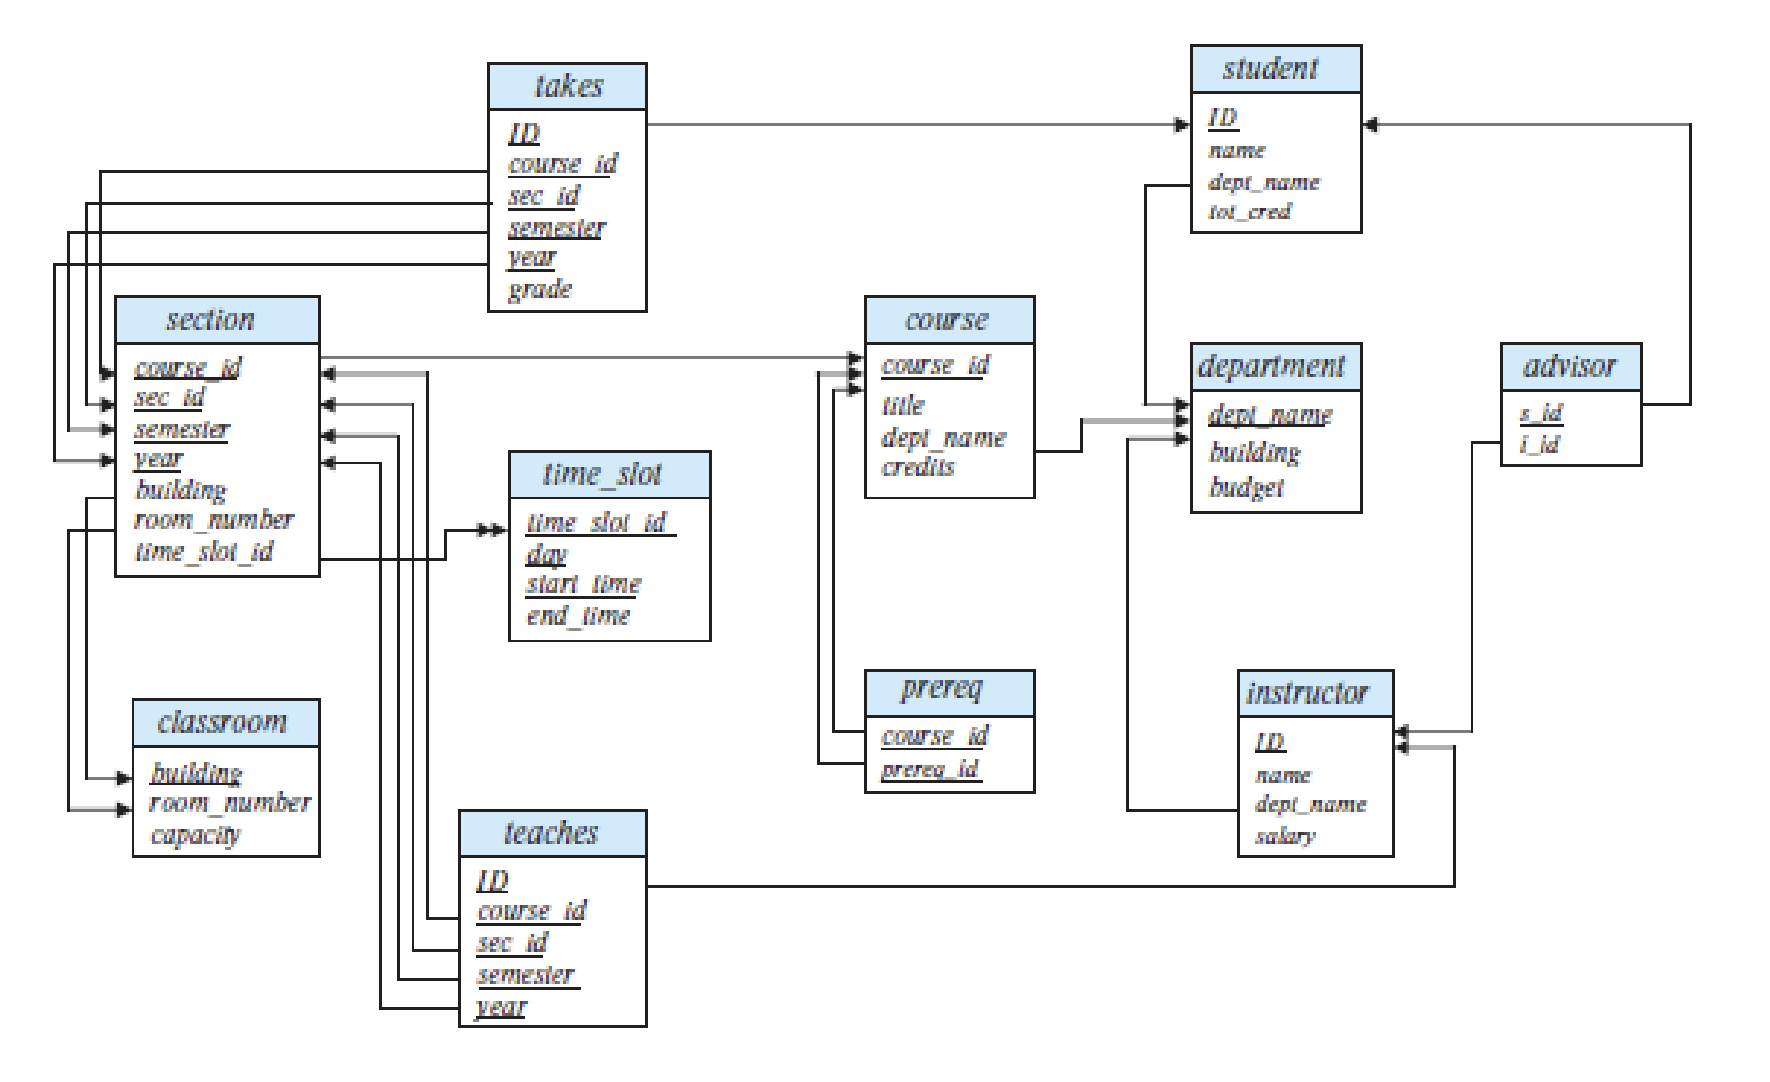 takes
ID
course_id
sec_id
semester
year
grade
student
ID
name
dept_name
tot_cred
section
course_id
sec_id
semester
year
building
room_number
time_slot_id
course
course_id
title
dept_name
credits
department
dept_name
building
budget
advisor
s_id
i_id
time_slot
time_slot_id
day
start_time
end_time
prereq
course_id
prereq_id
instructor
ID
name
dept_name
salary
classroom
building
room_number
capacity
teaches
ID
course_id
sec_id
semester
year